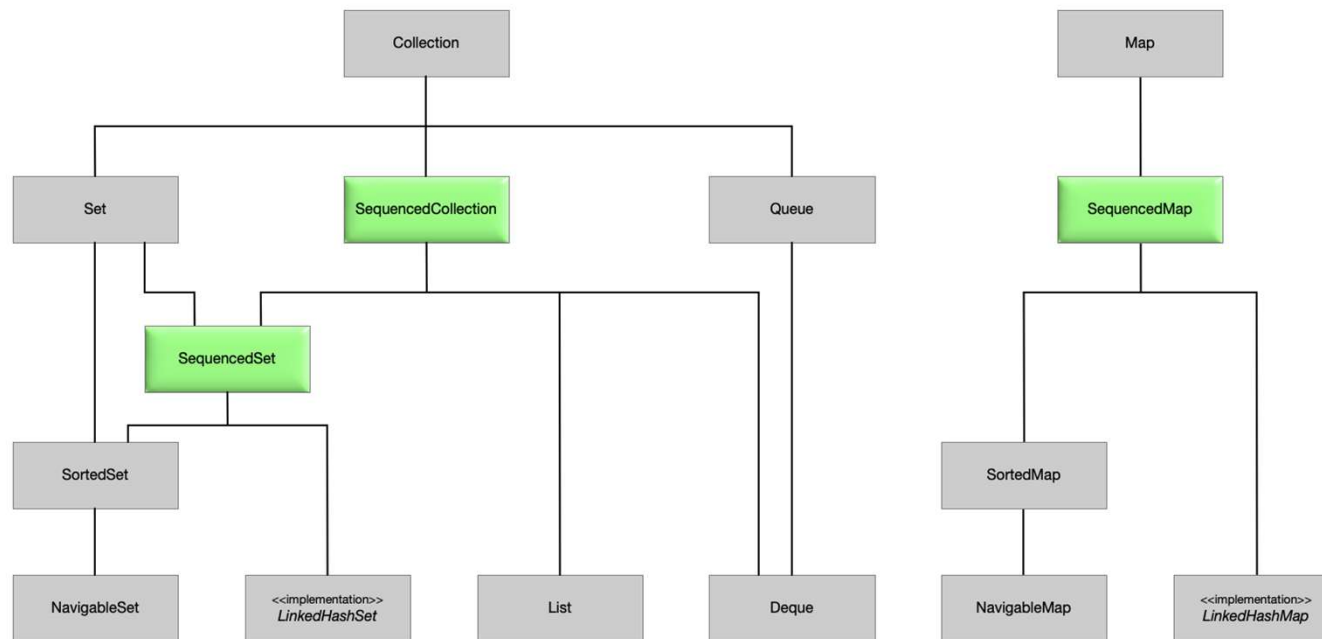 Collection
Map
Set
SequencedCollection
Queue
SequencedMap
SequencedSet
SortedSet
SortedMap
NavigableSet
<<implementation>>
LinkedHashSet
List
Deque
NavigableMap
<<implementation>>
LinkedHashMap